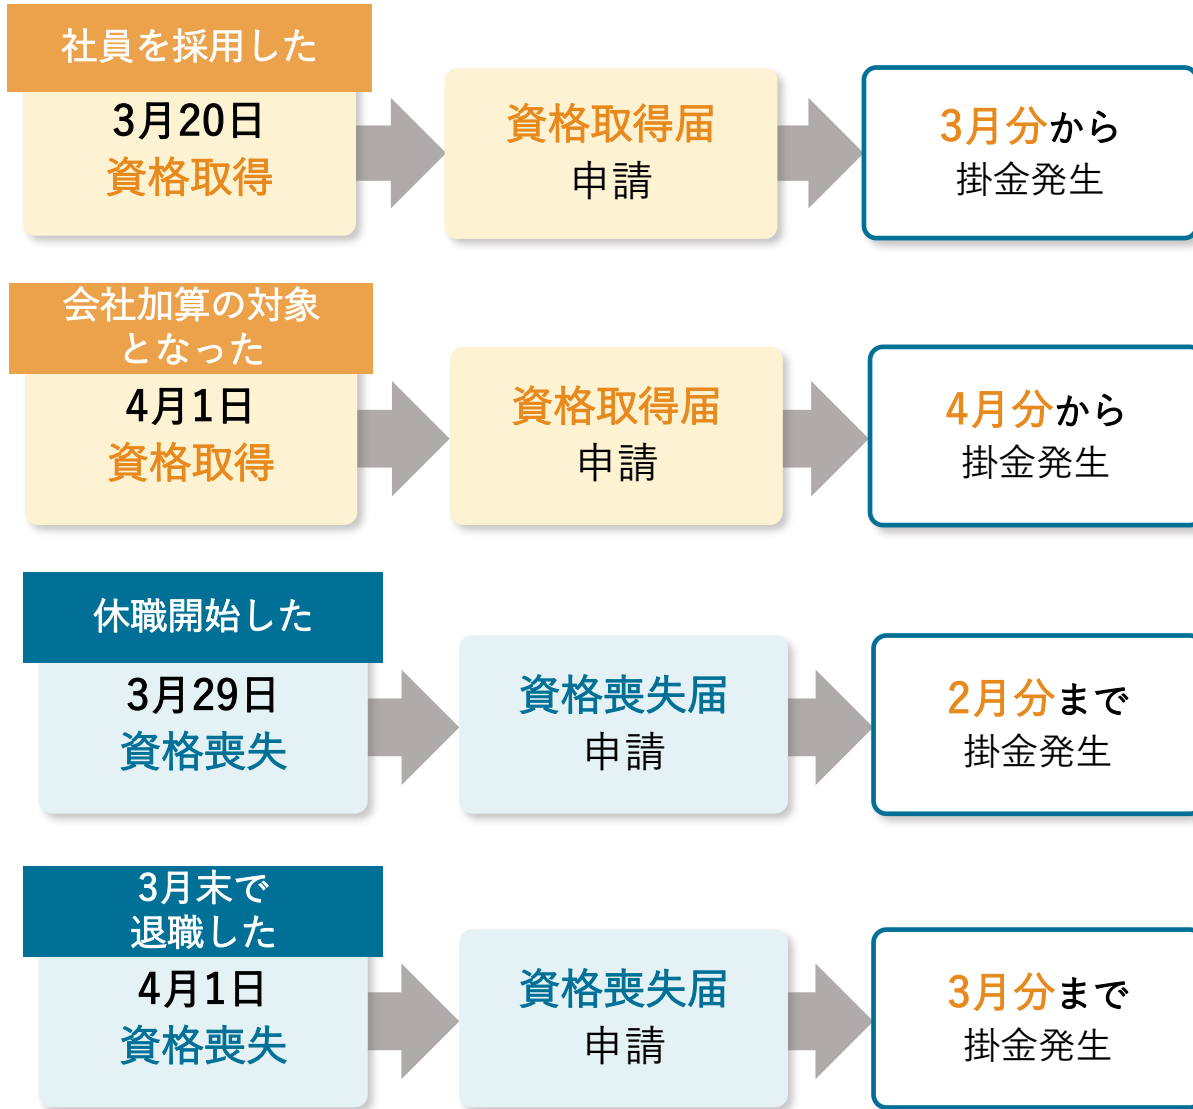 社員を採用した
3月20日
資格取得
資格取得届
申請
3月分から
掛金発生
会社加算の対象
となった
4月1日
資格取得
資格取得届
申請
4月分から
掛金発生
休職開始した
3月29日
資格喪失
資格喪失届
申請
2月分まで
掛金発生
3月末で
退職した
4月1日
資格喪失
資格喪失届
申請
3月分まで
掛金発生